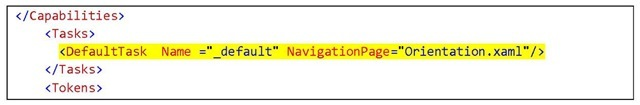 </Capabilities>
<Tasks>
<DefaultTask  Name ="_default" NavigationPage="Orientation.xaml"/>
</Tasks>
<Tokens>